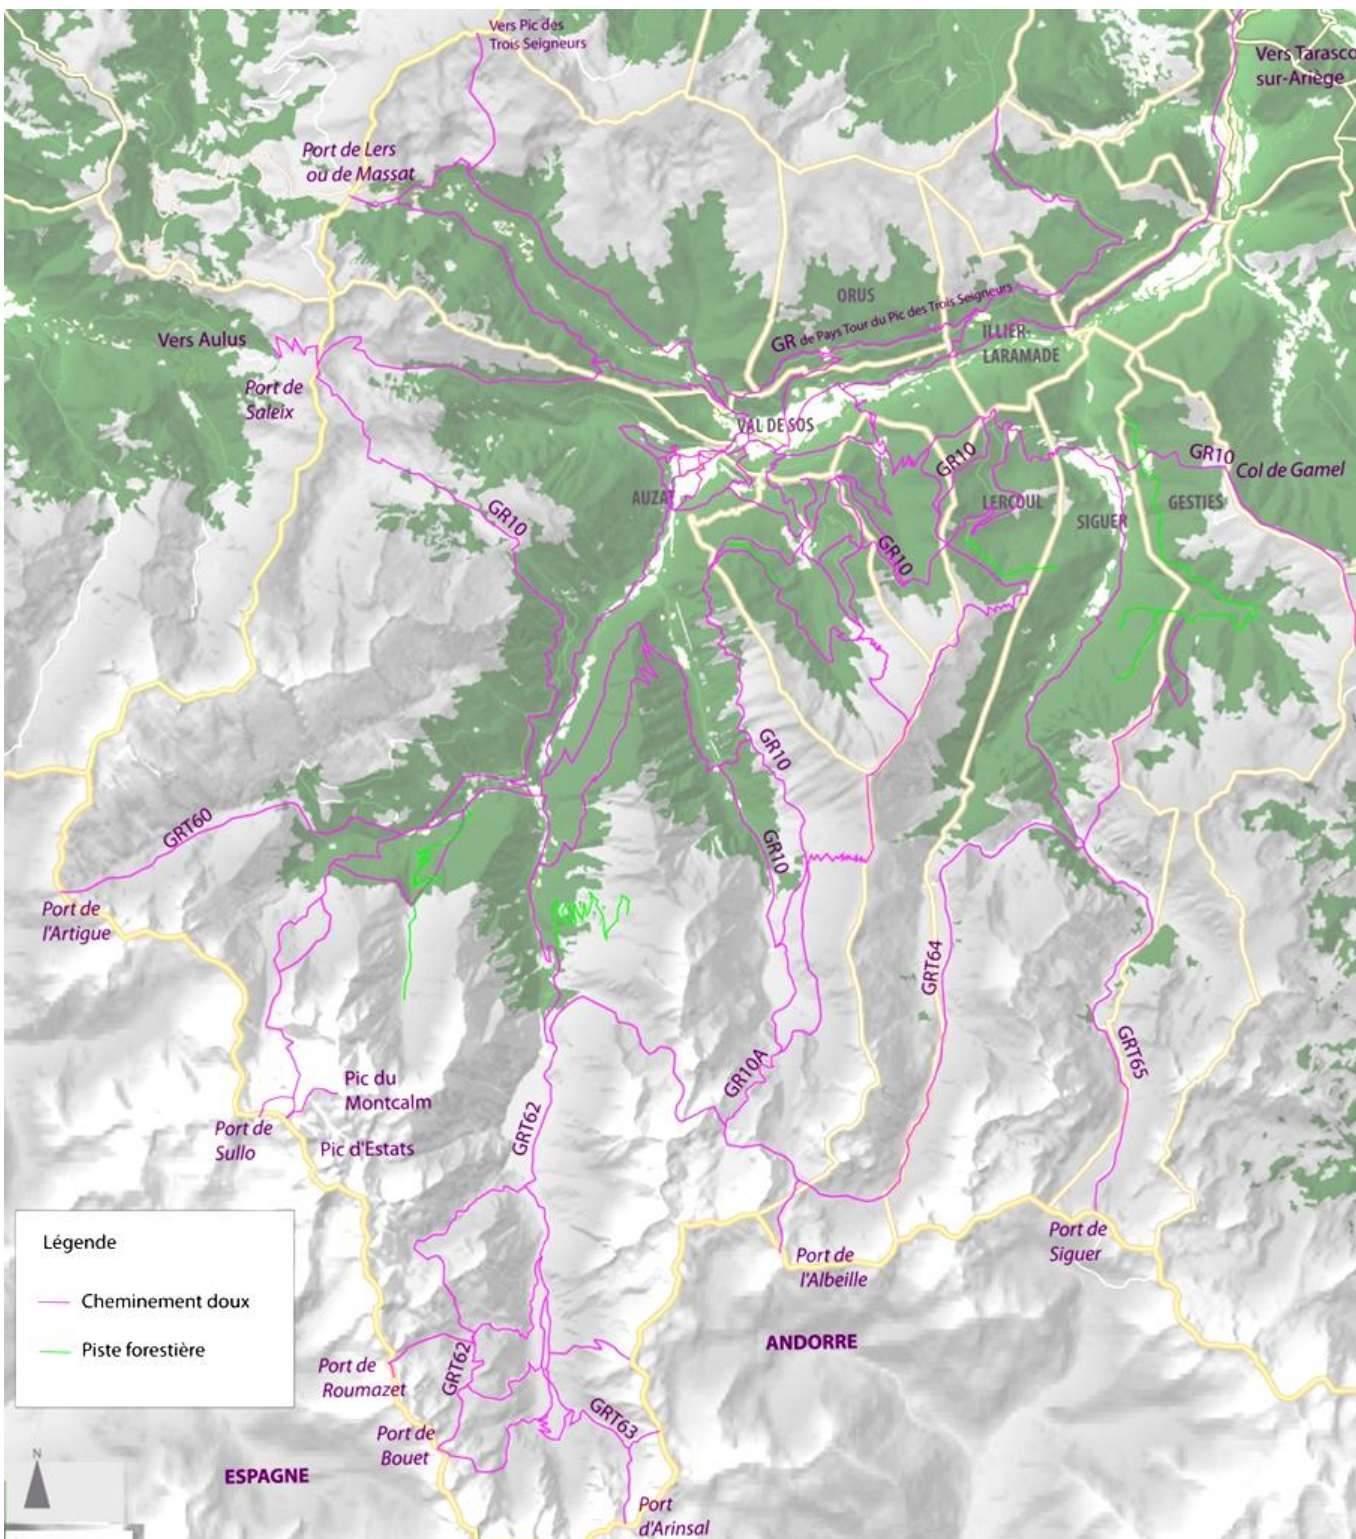 Vers Pic des
Trois Seigneurs
Vers Tarasco
sur-Ariège
Port de Lers
ou de Massat
ORUS
GR de Pays Tour du Pic des Trois Seigneurs
ILLIER-
LARAMADE
Vers Aulus
Port de
Saleix
VAL DE SOS
GR10
GR10
Col de Gamel
AUZAT
LERCOUL
GESTIES
SIGUER
GR10
GR10
GR10
GRT60
GR10
Port de
l'Artigue
GRT64
GRT65
GR10A
Pic du
Montcalm
GRT62
Port de
Sullo
Pic d'Estats
Légende
Cheminement doux
Piste forestière
Port de
Siguer
Port de
l'Albeille
ANDORRE
Port de
Roumazet
GRT62
GRT63
Port de
Bouet
N
ESPAGNE
Port
d'Arinsal